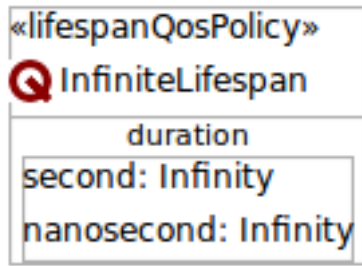 «lifespanQosPolicy»
InfiniteLifespan
duration
second: Infinity
nanosecond: Infinity